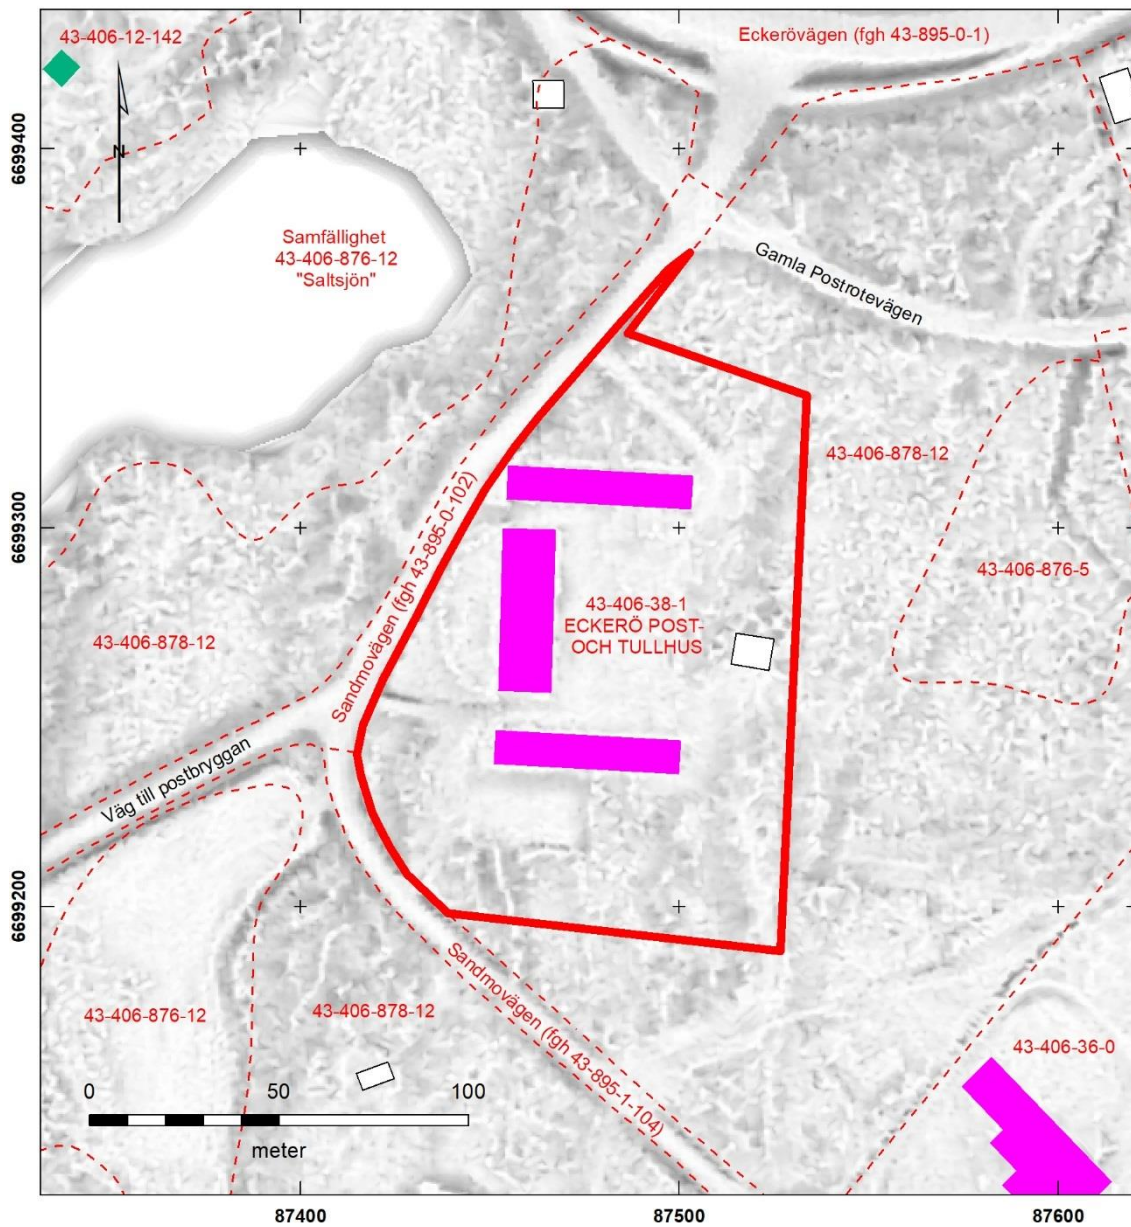 43-406-12-142
Eckerövägen (fgh 43-895-0-1)
N
6699400
Samfällighet
43-406-876-12
"Saltsjön"
Gamla Postrotevägen
43-406-878-12
6699300
Sandmovägen (fgh 43-895-0-102)
43-406-876-5
43-406-38-1
ECKERÖ POST-
OCH TULLHUS
43-406-878-12
Väg till postbryggan
6699200
Sandmovägen (fgh 43-895-1-104)
43-406-876-12
43-406-878-12
43-406-36-0
0 50 100
meter
87400 87500 87600